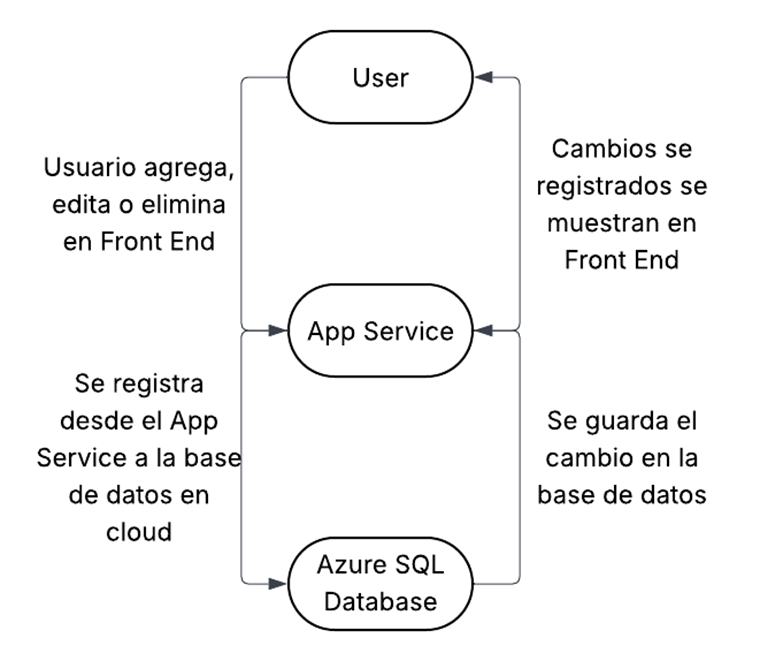 User
Usuario agrega,
edita o elimina
en Front End
Cambios se
registrados se
muestran en
Front End
App Service
Se registra
desde el App
Service a la base
de datos en
cloud
Se guarda el
cambio en la
base de datos
Azure SQL
Database